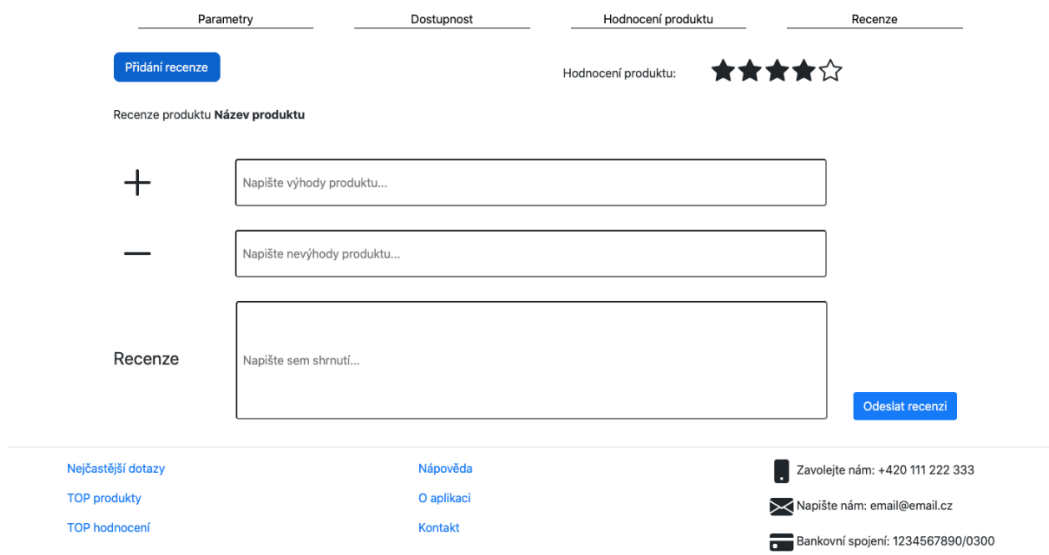 Parametry
Dostupnost
Hodnocení produktu
Recenze
Přidání recenze
Hodnocení produktu:
Recenze produktu Název produktu
Napište výhody produktu...
Napište nevýhody produktu...
Recenze
Napište sem shrnutí...
Odeslat recenzi
Nejčastější dotazy
Nápověda
Zavolejte nám: +420 111 222 333
TOP produkty
O aplikaci
Napište nám: email@email.cz
TOP hodnocení
Kontakt
Bankovní spojení: 1234567890/0300